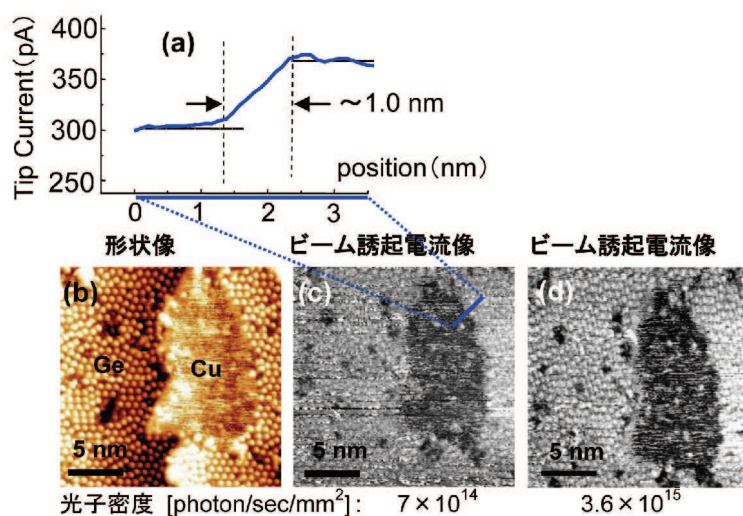 400
(a)
350
300
250
Tip Current(pA)
~1.0 nm
position(nm)
0 1 2 3
形状像 ビーム誘起電流像 ビーム誘起電流像
(b) (c) (d)
Ge Cu
5 nm 5 nm 5 nm
光子密度 [photon/sec/mm²]: 7 × 10¹⁴ 3.6 × 10¹⁵